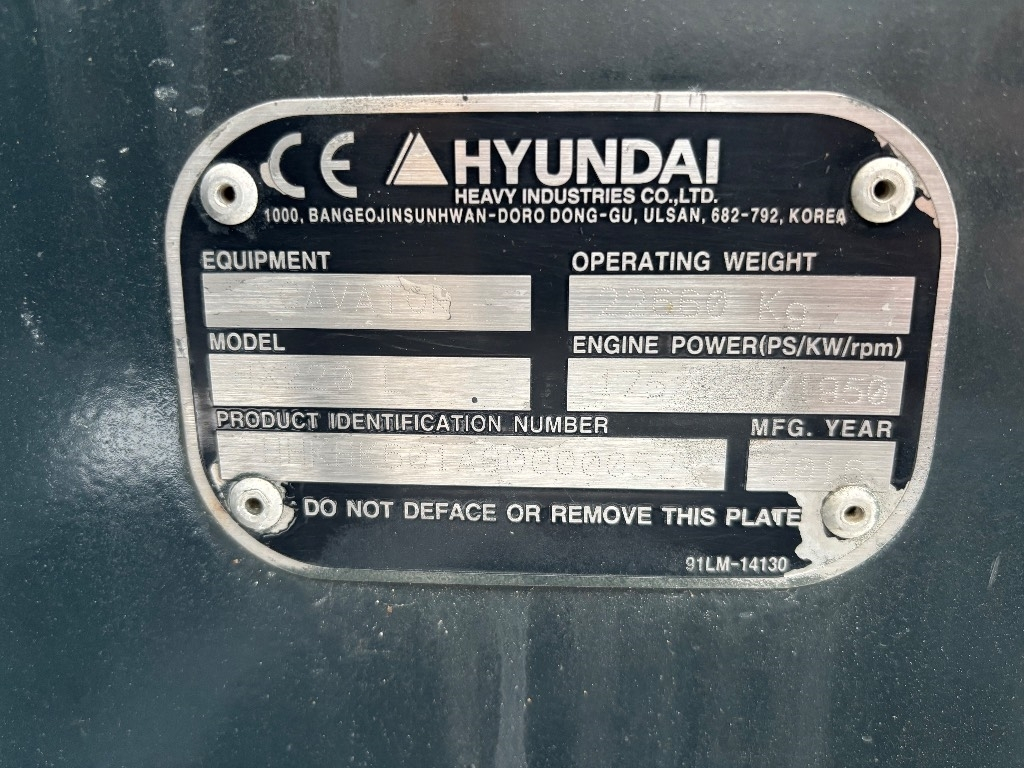 CE HYUNDAI
HEAVY INDUSTRIES CO.,LTD.
1000, BANGEOJINSUNHWAN-DORO DONG-GU, ULSAN, 682-792, KOREA
EQUIPMENT OPERATING WEIGHT
Kg
MODEL ENGINE POWER(PS/KW/rpm)
/1950
PRODUCT IDENTIFICATION NUMBER MFG. YEAR
DO NOT DEFACE OR REMOVE THIS PLATE
91LM-14130